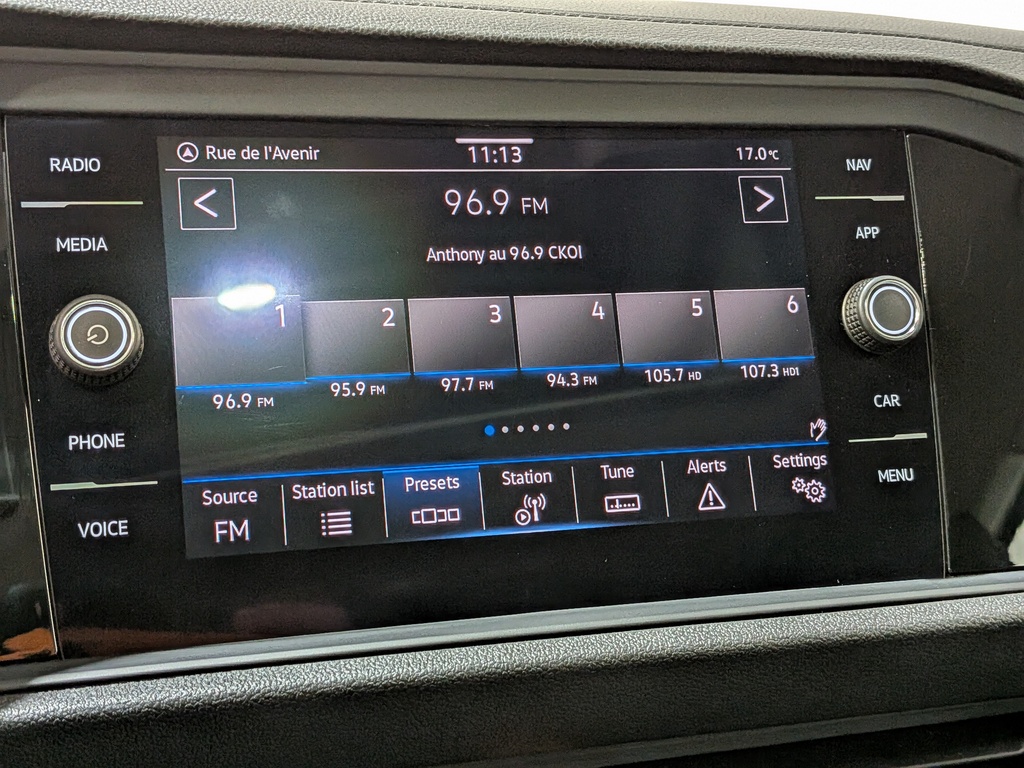 RADIO
MEDIA
PHONE
VOICE
Rue de l'Avenir
11:13
17.0°C
< 96.9 FM >
Anthony au 96.9 CKOI
1 2 3 4 5 6
96.9 FM 95.9 FM 97.7 FM 94.3 FM 105.7 HD 107.3 HD1
Source Station list Presets Station Tune Alerts Settings
FM
NAV
APP
CAR
MENU